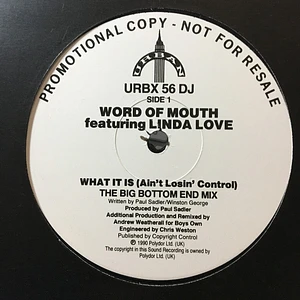 PROMOTIONAL COPY - NOT FOR RESALE
URBAN
URBX 56 DJ
SIDE 1
WORD OF MOUTH
featuring LINDA LOVE
WHAT IT IS (Ain't Losin' Control)
THE BIG BOTTOM END MIX
Written by Paul Sadler/Winston George
Produced by Paul Sadler
Additional Production and Remixed by
Andrew Weatherall for Boys Own
Engineered by Chris Weston
Published by Copyright Control
℗ 1990 Polydor Ltd. (UK)
The copyright in this Sound Recording is owned by
Polydor Ltd. (UK)